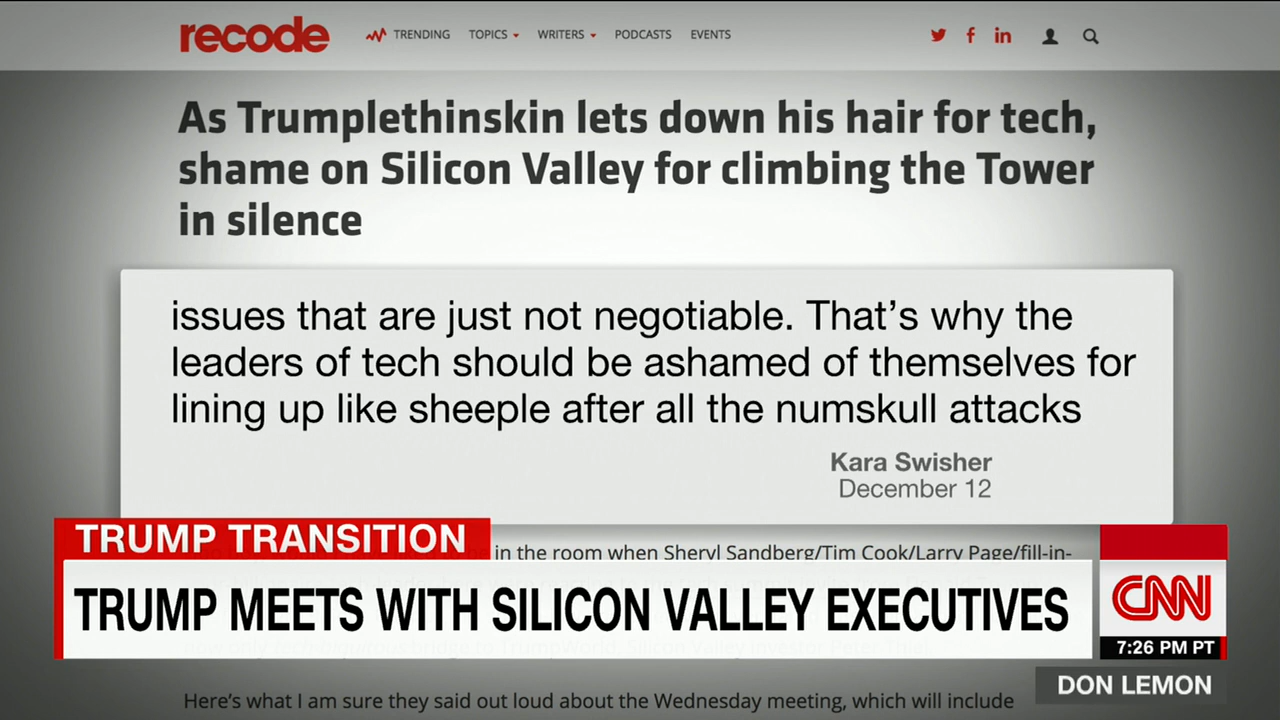 recode
TRENDING TOPICS WRITERS PODCASTS EVENTS
As Trumplethinskin lets down his hair for tech,
shame on Silicon Valley for climbing the Tower
in silence
issues that are just not negotiable. That's why the
leaders of tech should be ashamed of themselves for
lining up like sheeple after all the numskull attacks
Kara Swisher
December 12
TRUMP TRANSITION
in the room when Sheryl Sandberg/Tim Cook/Larry Page/fill-in-
TRUMP MEETS WITH SILICON VALLEY EXECUTIVES
CNN
7:26 PM PT
Here's what I am sure they said out loud about the Wednesday meeting, which will include
DON LEMON